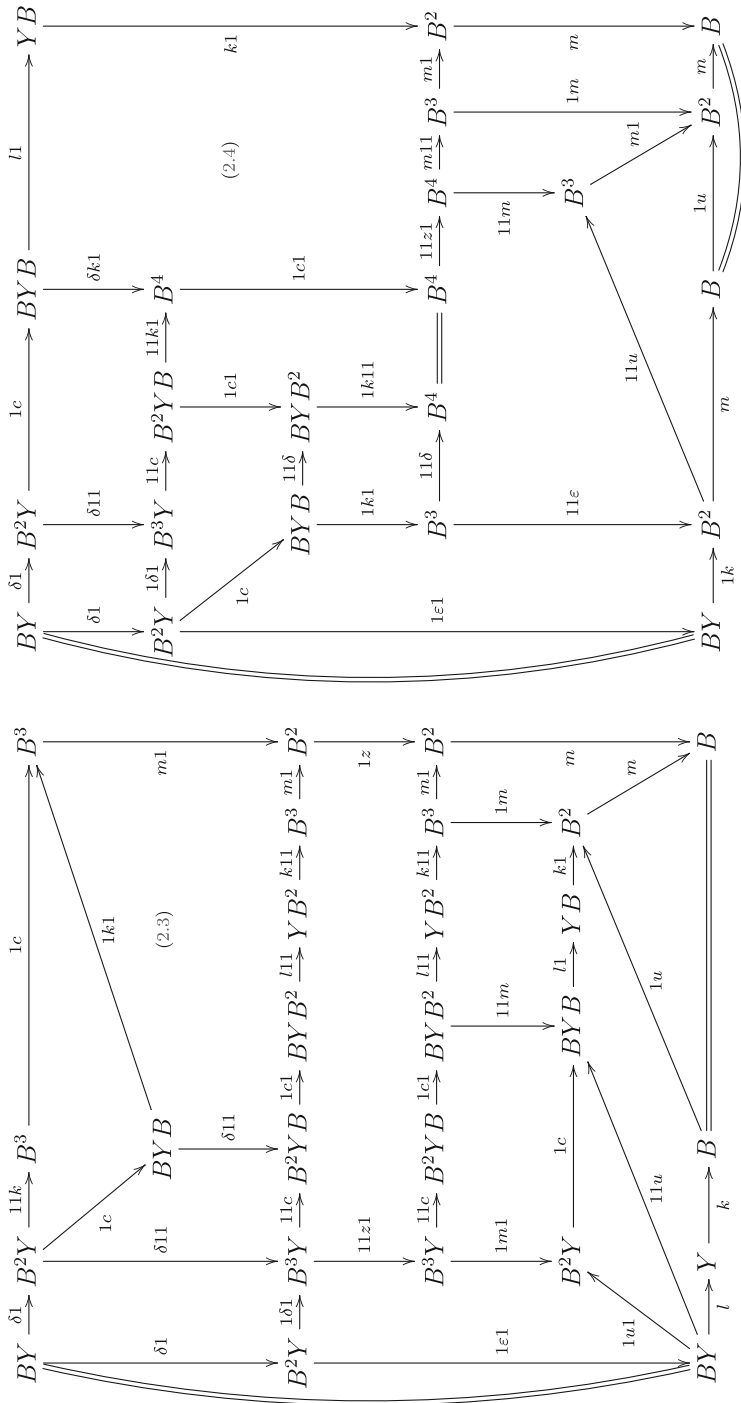 BY δ1 B²Y 11k B³ 1c B³
1c 1k1
δ1 δ11 BYB (2.3) m1
δ11
B²Y 1δ1 B³Y 11c B²YB 1c1 BYB² l11 YB² k11 B³ m1 B²
11z1 1z
B³Y 11c B²YB 1c1 BYB² l11 YB² k11 B³ m1 B²
1ε1 1m1 11m 1m m
B²Y 1c BYB l1 YB k1 B² m
1u1 11u 1u
BY l Y k B B
BY δ1 B²Y 1c BYB l1 YB
δ1 δ11 δk1
B²Y 1δ1 B³Y 11c B²YB 11k1 B⁴
1c 1c1 1c1 (2.4) k1
BYB 11δ BYB²
1k1 1k11
B³ 11δ B⁴ B⁴ 11z1 B⁴ m11 B³ m1 B²
1ε1 11ε 11m 1m m
11u B³ m1
BY 1k B² m B 1u B² m B